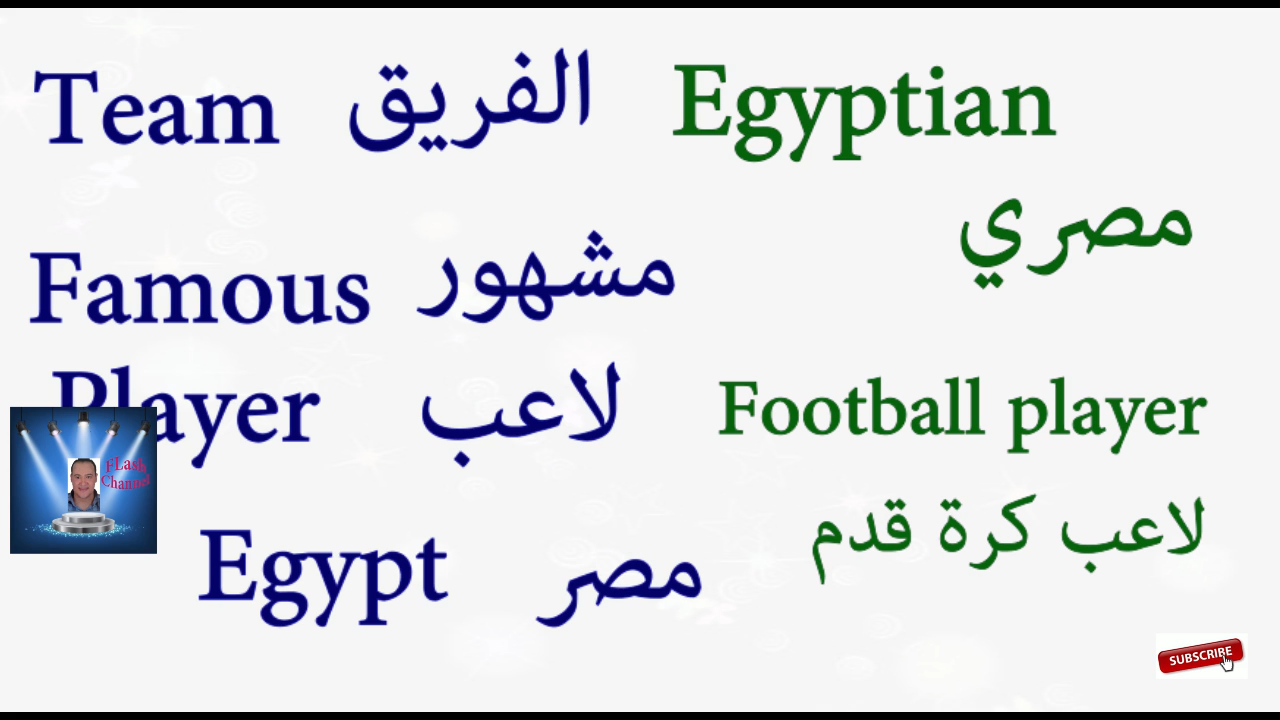 Team الفريق
Egyptian
مصري
Famous مشهور
Player لاعب
Football player
لاعب كرة قدم
Egypt مصر
FLash
Channel
SUBSCRIBE